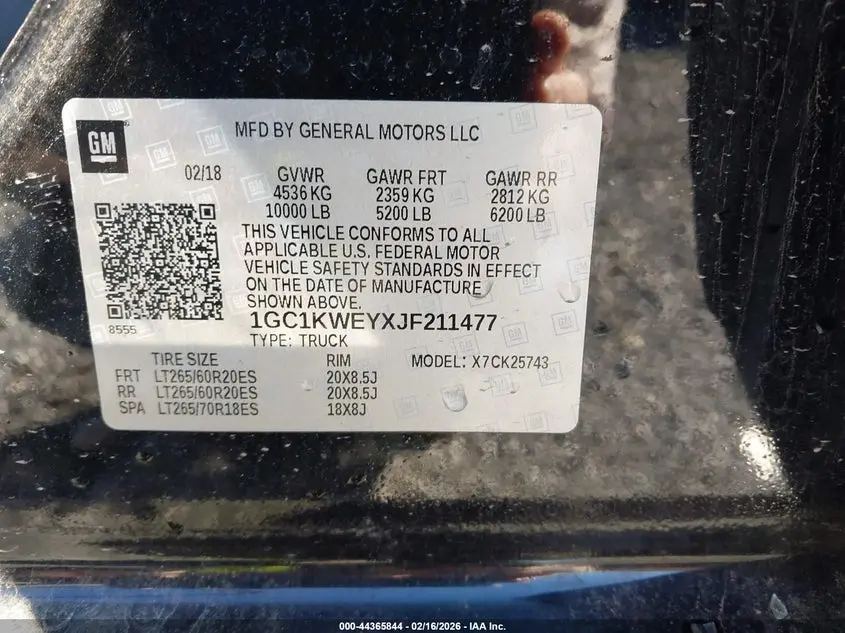 GM
MFD BY GENERAL MOTORS LLC
02/18 GVWR GAWR FRT GAWR RR
4536 KG 2359 KG 2812 KG
10000 LB 5200 LB 6200 LB
THIS VEHICLE CONFORMS TO ALL
APPLICABLE U.S. FEDERAL MOTOR
VEHICLE SAFETY STANDARDS IN EFFECT
ON THE DATE OF MANUFACTURE
SHOWN ABOVE.
8555
1GC1KWEYXJF211477
TYPE: TRUCK
TIRE SIZE RIM MODEL: X7CK25743
FRT LT265/60R20ES 20X8.5J
RR LT265/60R20ES 20X8.5J
SPA LT265/70R18ES 18X8J
000-44365844 | 02/16/2026 - IAA Inc.